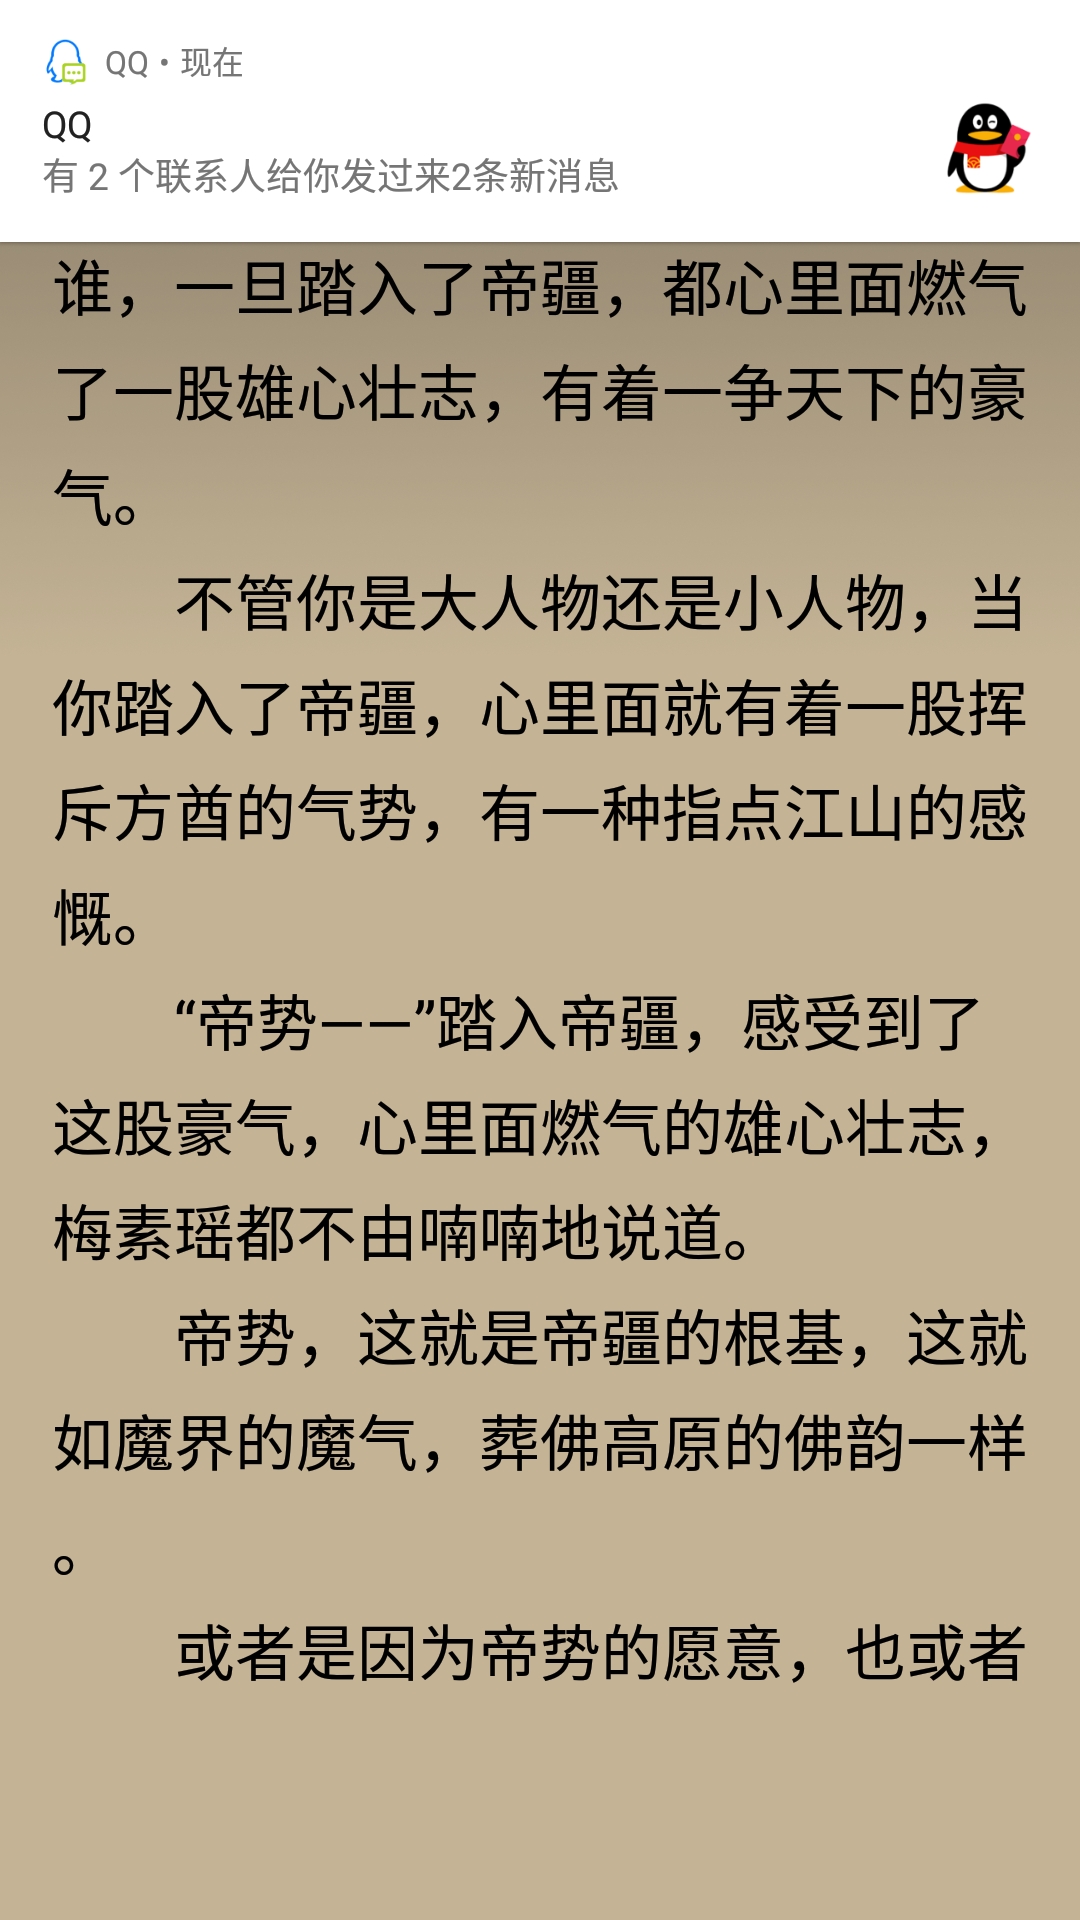 QQ • 现在
QQ
有 2 个联系人给你发过来2条新消息
谁，一旦踏入了帝疆，都心里面燃气
了一股雄心壮志，有着一争天下的豪
气。
不管你是大人物还是小人物，当
你踏入了帝疆，心里面就有着一股挥
斥方酋的气势，有一种指点江山的感
慨。
“帝势——”踏入帝疆，感受到了
这股豪气，心里面燃气的雄心壮志，
梅素瑶都不由喃喃地说道。
帝势，这就是帝疆的根基，这就
如魔界的魔气，葬佛高原的佛韵一样
。
或者是因为帝势的愿意，也或者